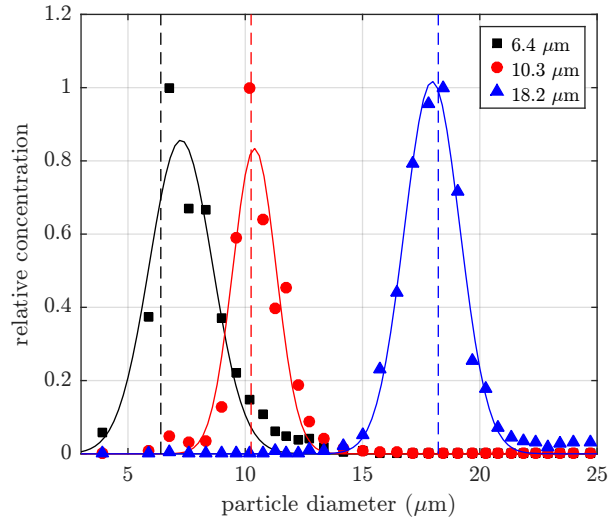 1.2
1
0.8
0.6
0.4
0.2
0
relative concentration
6.4 μm
10.3 μm
18.2 μm
5 10 15 20 25
particle diameter (μm)